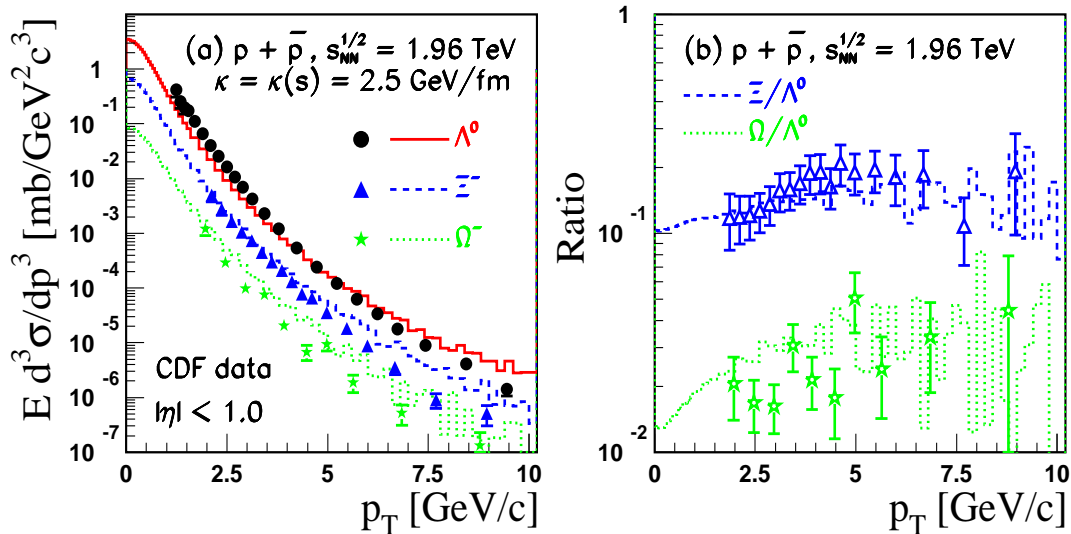 E d³σ/dp³ [mb/GeV²c³]
1
10⁻¹
10⁻²
10⁻³
10⁻⁴
10⁻⁵
10⁻⁶
10⁻⁷
(a) p + p̅, s_NN^1/2 = 1.96 TeV
κ = κ(s) = 2.5 GeV/fm
Λ⁰
Ξ⁻
Ω⁻
CDF data
|η| < 1.0
0 2.5 5 7.5 10
p_T [GeV/c]
Ratio
1
10⁻¹
10⁻²
(b) p + p̅, s_NN^1/2 = 1.96 TeV
Ξ/Λ⁰
Ω/Λ⁰
0 2.5 5 7.5 10
p_T [GeV/c]